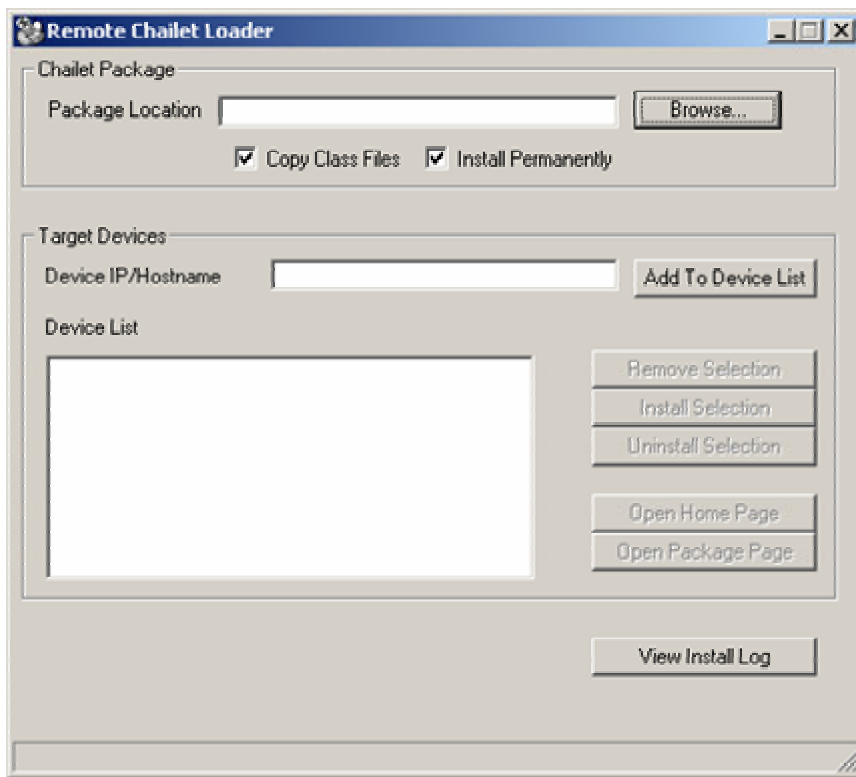 Remote Chailet Loader
Chailet Package
Package Location
Browse...
Copy Class Files
Install Permanently
Target Devices
Device IP/Hostname
Add To Device List
Device List
Remove Selection
Install Selection
Uninstall Selection
Open Home Page
Open Package Page
View Install Log